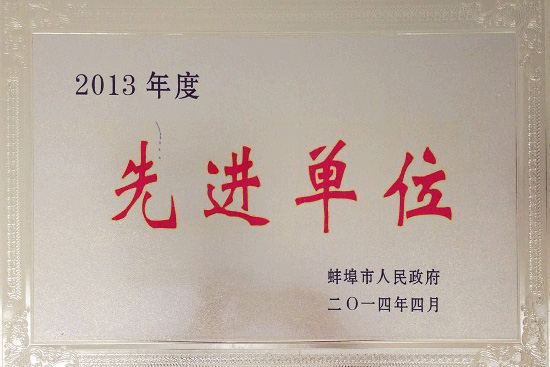 2013 年度
先进单位
蚌埠市人民政府
二〇一四年四月